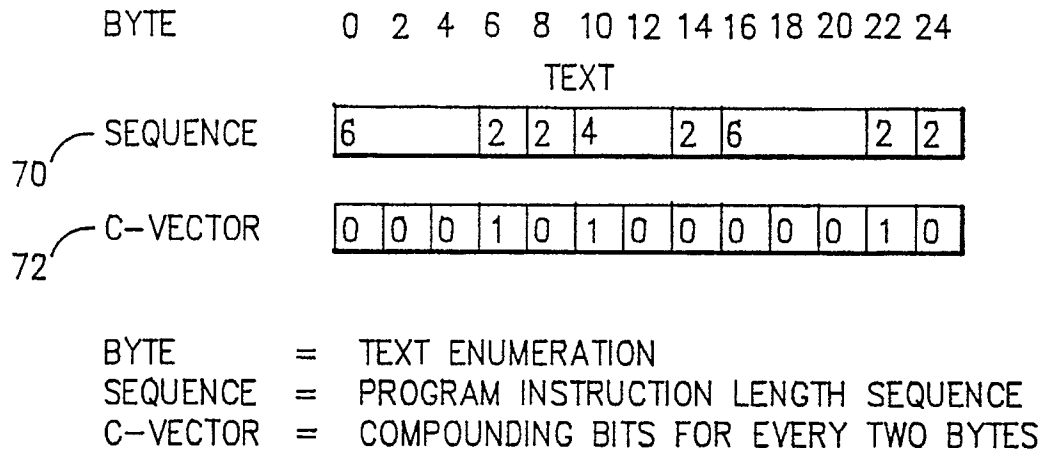 BYTE 0 2 4 6 8 10 12 14 16 18 20 22 24
TEXT
SEQUENCE 6 2 2 4 2 6 2 2
70
C-VECTOR 0 0 0 1 0 1 0 0 0 0 0 1 0
72
BYTE = TEXT ENUMERATION
SEQUENCE = PROGRAM INSTRUCTION LENGTH SEQUENCE
C-VECTOR = COMPOUNDING BITS FOR EVERY TWO BYTES